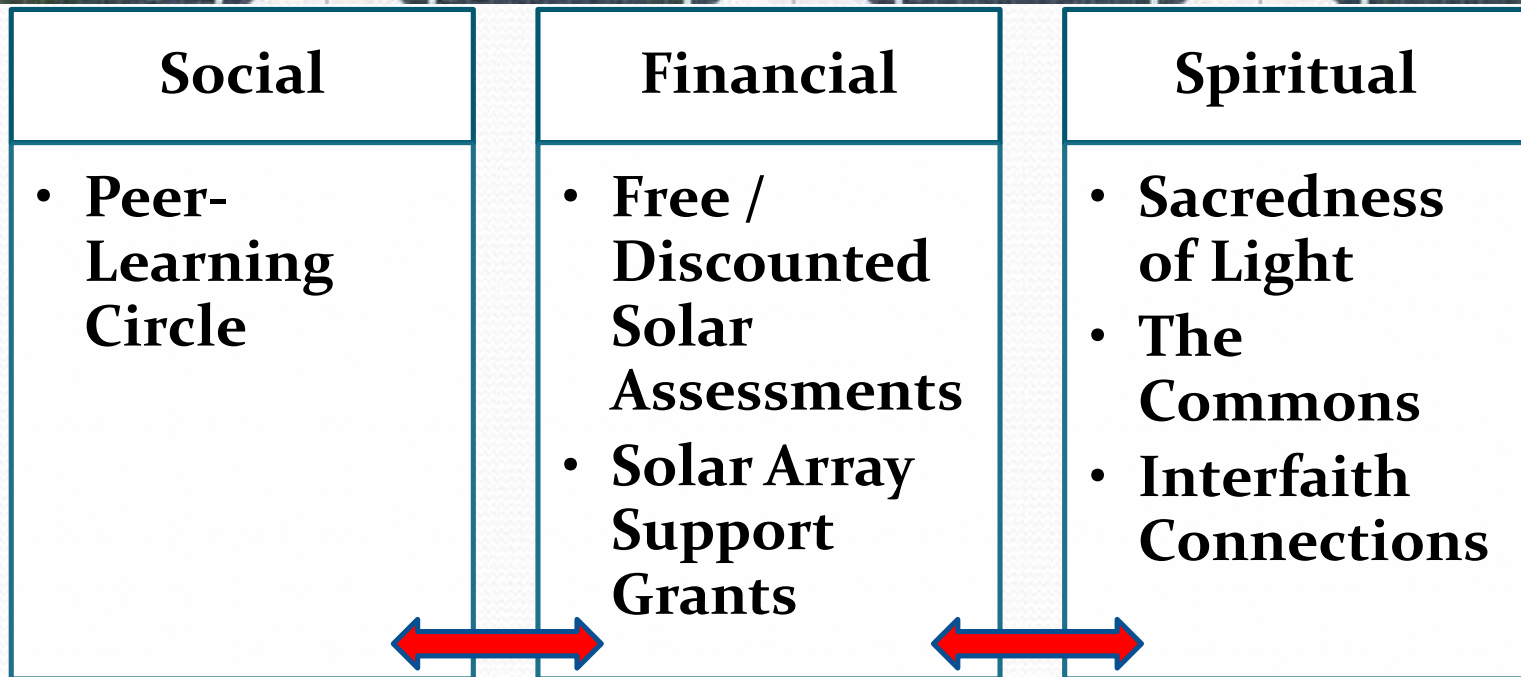 Social
• Peer-
Learning
Circle
Financial
• Free /
Discounted
Solar
Assessments
• Solar Array
Support
Grants
Spiritual
• Sacredness
of Light
• The
Commons
• Interfaith
Connections